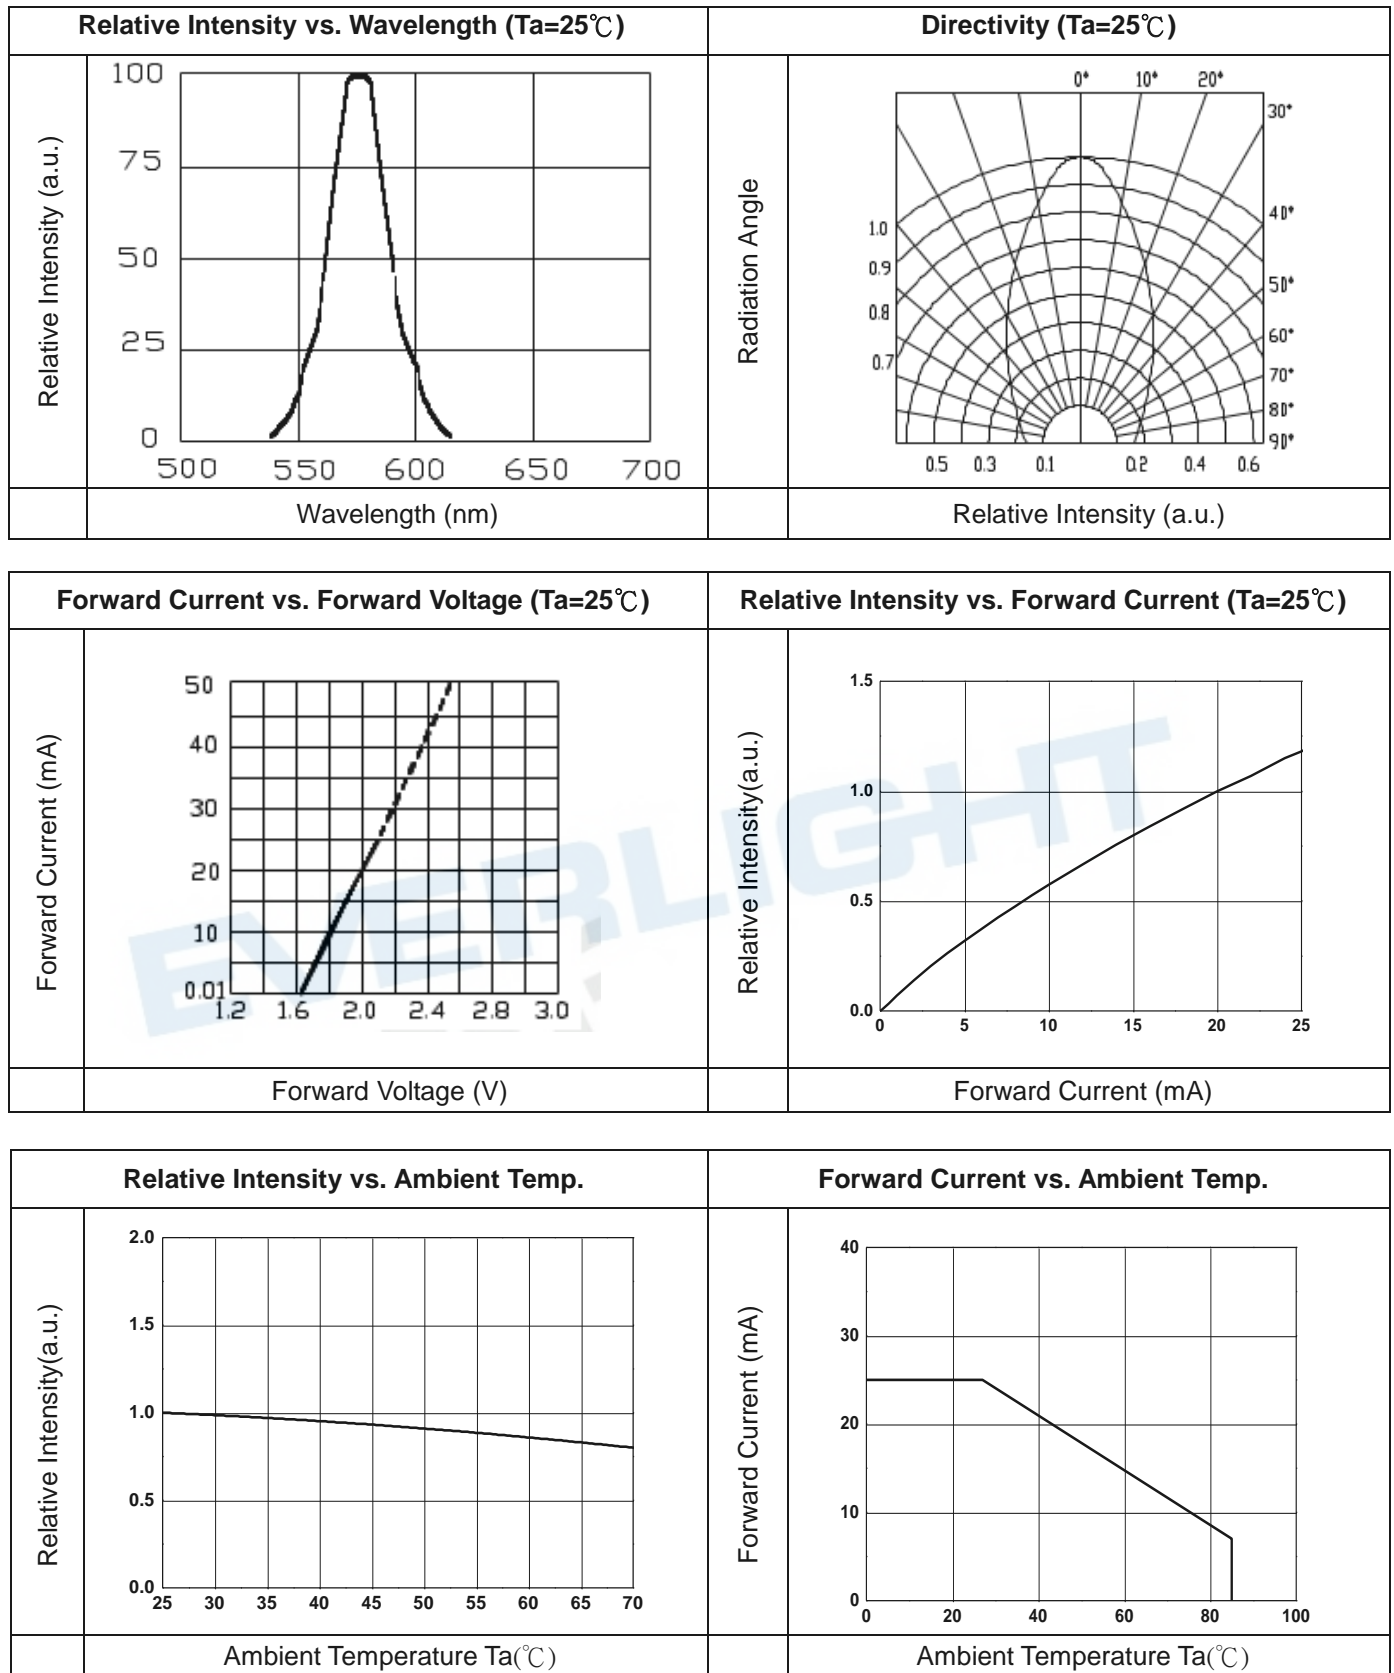 Relative Intensity vs. Wavelength (Ta=25℃)
Directivity (Ta=25℃)
Relative Intensity (a.u.)
100
75
50
25
0
500 550 600 650 700
Wavelength (nm)
Radiation Angle
0° 10° 20°
30°
40°
50°
60°
70°
80°
90°
1.0
0.9
0.8
0.7
0.5 0.3 0.1 0.2 0.4 0.6
Relative Intensity (a.u.)
Forward Current vs. Forward Voltage (Ta=25℃)
Relative Intensity vs. Forward Current (Ta=25℃)
Forward Current (mA)
50
40
30
20
10
0.01
1.2 1.6 2.0 2.4 2.8 3.0
Forward Voltage (V)
Relative Intensity(a.u.)
1.5
1.0
0.5
0.0
0 5 10 15 20 25
Forward Current (mA)
EVERLIGHT
Relative Intensity vs. Ambient Temp.
Forward Current vs. Ambient Temp.
Relative Intensity(a.u.)
2.0
1.5
1.0
0.5
0.0
25 30 35 40 45 50 55 60 65 70
Ambient Temperature Ta(℃)
Forward Current (mA)
40
30
20
10
0
0 20 40 60 80 100
Ambient Temperature Ta(℃)